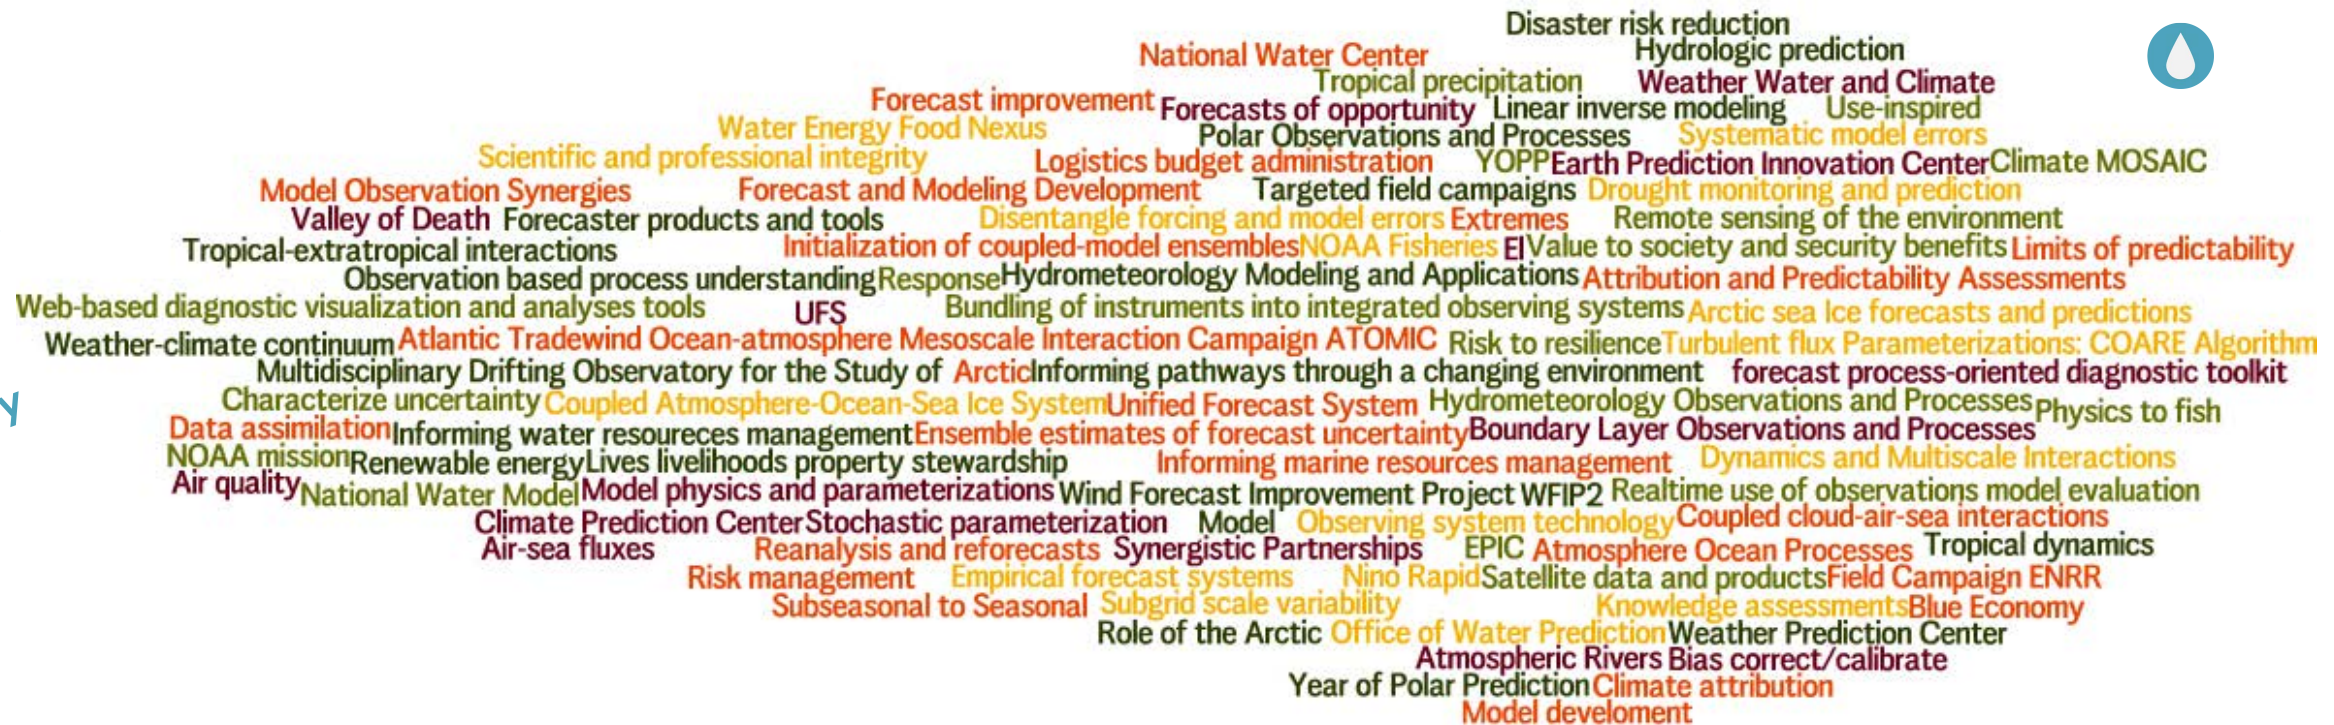 Disaster risk reduction
National Water Center Hydrologic prediction
Tropical precipitation Weather Water and Climate
Forecast improvement Forecasts of opportunity Linear inverse modeling Use-inspired
Water Energy Food Nexus Polar Observations and Processes Systematic model errors
Scientific and professional integrity Logistics budget administration YOPP Earth Prediction Innovation Center Climate MOSAIC
Model Observation Synergies Forecast and Modeling Development Targeted field campaigns Drought monitoring and prediction
Valley of Death Forecaster products and tools Disentangle forcing and model errors Extremes Remote sensing of the environment
Tropical-extratropical interactions Initialization of coupled-model ensembles NOAA Fisheries El Value to society and security benefits Limits of predictability
Observation based process understanding Response Hydrometeorology Modeling and Applications Attribution and Predictability Assessments
Web-based diagnostic visualization and analyses tools UFS Bundling of instruments into integrated observing systems Arctic sea Ice forecasts and predictions
Weather-climate continuum Atlantic Tradewind Ocean-atmosphere Mesoscale Interaction Campaign ATOMIC Risk to resilience Turbulent flux Parameterizations: COARE Algorithm
Multidisciplinary Drifting Observatory for the Study of Arctic Informing pathways through a changing environment forecast process-oriented diagnostic toolkit
y Characterize uncertainty Coupled Atmosphere-Ocean-Sea Ice System Unified Forecast System Hydrometeorology Observations and Processes Physics to fish
Data assimilation Informing water resoureces management Ensemble estimates of forecast uncertainty Boundary Layer Observations and Processes
NOAA mission Renewable energy Lives livelihoods property stewardship Informing marine resources management Dynamics and Multiscale Interactions
Air quality National Water Model Model physics and parameterizations Wind Forecast Improvement Project WFIP2 Realtime use of observations model evaluation
Climate Prediction Center Stochastic parameterization Model Observing system technology Coupled cloud-air-sea interactions
Air-sea fluxes Reanalysis and reforecasts Synergistic Partnerships EPIC Atmosphere Ocean Processes Tropical dynamics
Risk management Empirical forecast systems Nino Rapid Satellite data and products Field Campaign ENRR
Subseasonal to Seasonal Subgrid scale variability Knowledge assessments Blue Economy
Role of the Arctic Office of Water Prediction Weather Prediction Center
Atmospheric Rivers Bias correct/calibrate
Year of Polar Prediction Climate attribution
Model develoment